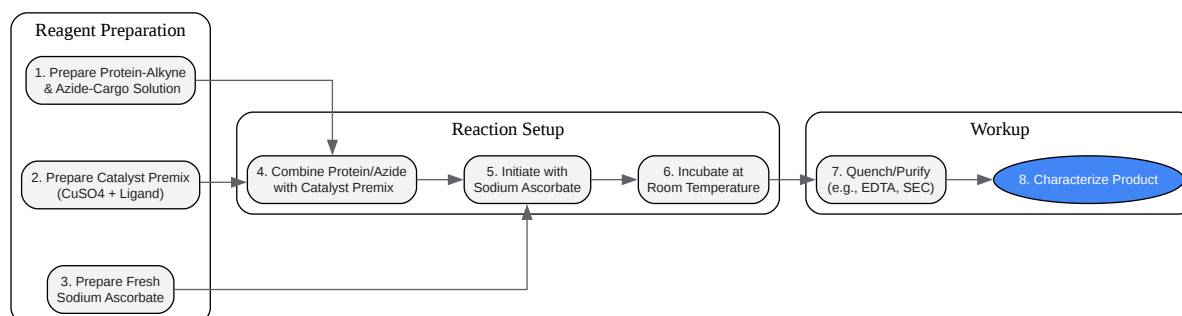 Reagent Preparation
1. Prepare Protein-Alkyne
& Azide-Cargo Solution
2. Prepare Catalyst Premix
(CuSO4 + Ligand)
3. Prepare Fresh
Sodium Ascorbate
Reaction Setup
4. Combine Protein/Azide
with Catalyst Premix
5. Initiate with
Sodium Ascorbate
6. Incubate at
Room Temperature
Workup
7. Quench/Purify
(e.g., EDTA, SEC)
8. Characterize Product